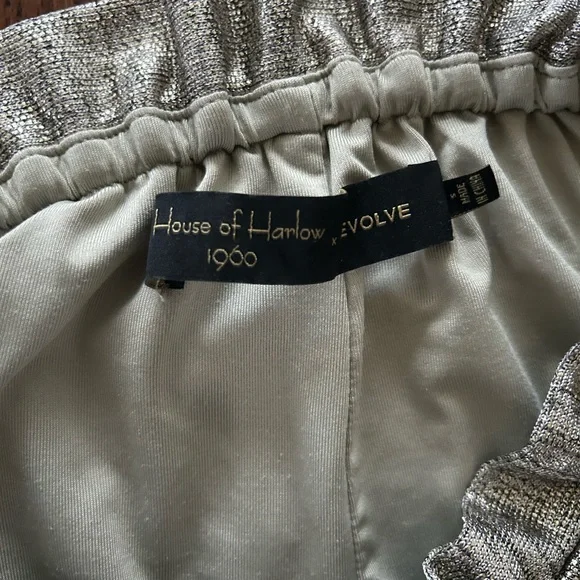 House of Harlow
1960
x
EVOLVE
S
MADE
IN CHINA